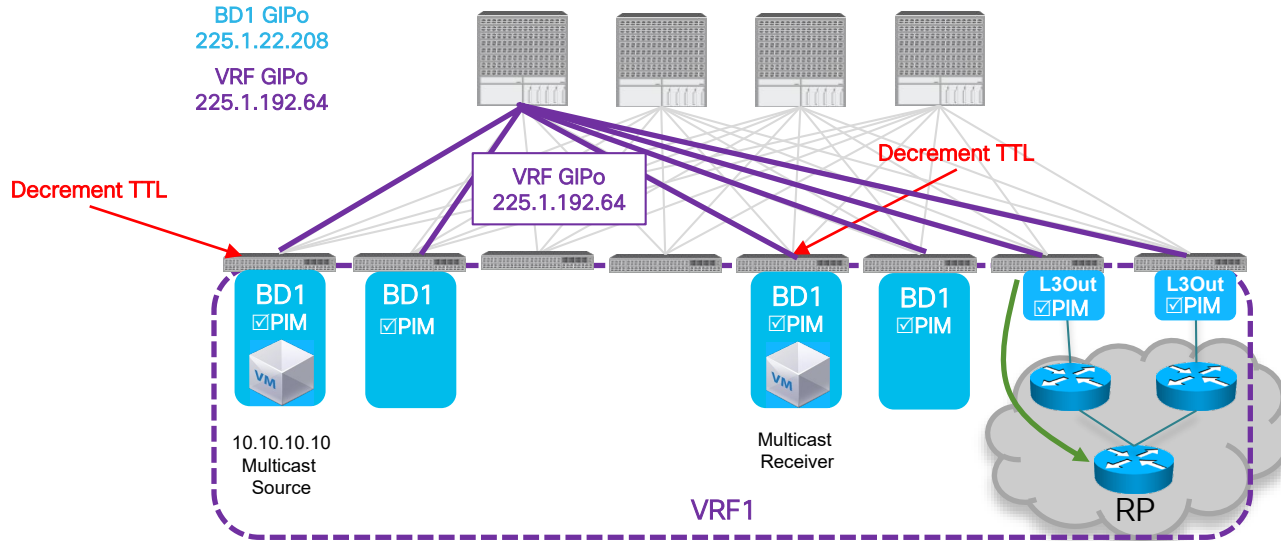 BD1 GIPo
225.1.22.208
VRF GIPo
225.1.192.64
Decrement TTL
VRF GIPo
225.1.192.64
Decrement TTL
BD1
☑PIM
VM
BD1
☑PIM
BD1
☑PIM
VM
BD1
☑PIM
L3Out
☑PIM
L3Out
☑PIM
10.10.10.10
Multicast
Source
Multicast
Receiver
RP
VRF1